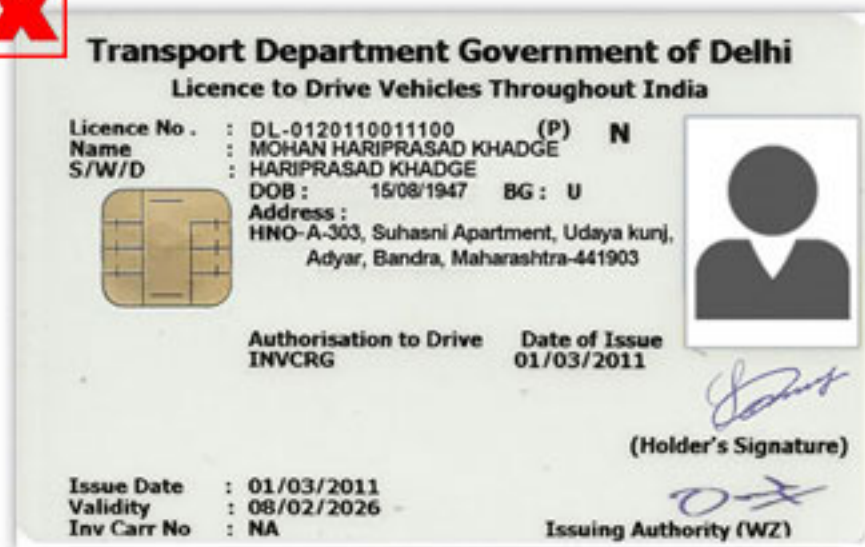 X
Transport Department Government of Delhi
Licence to Drive Vehicles Throughout India
Licence No . : DL-0120110011100 (P) N
Name : MOHAN HARIPRASAD KHADGE
S/W/D : HARIPRASAD KHADGE
DOB : 15/08/1947 BG : U
Address :
HNO-A-303, Suhasni Apartment, Udaya kunj,
Adyar, Bandra, Maharashtra-441903
Authorisation to Drive Date of Issue
INVCRG 01/03/2011
(Holder's Signature)
Issue Date : 01/03/2011
Validity : 08/02/2026
Inv Carr No : NA Issuing Authority (WZ)